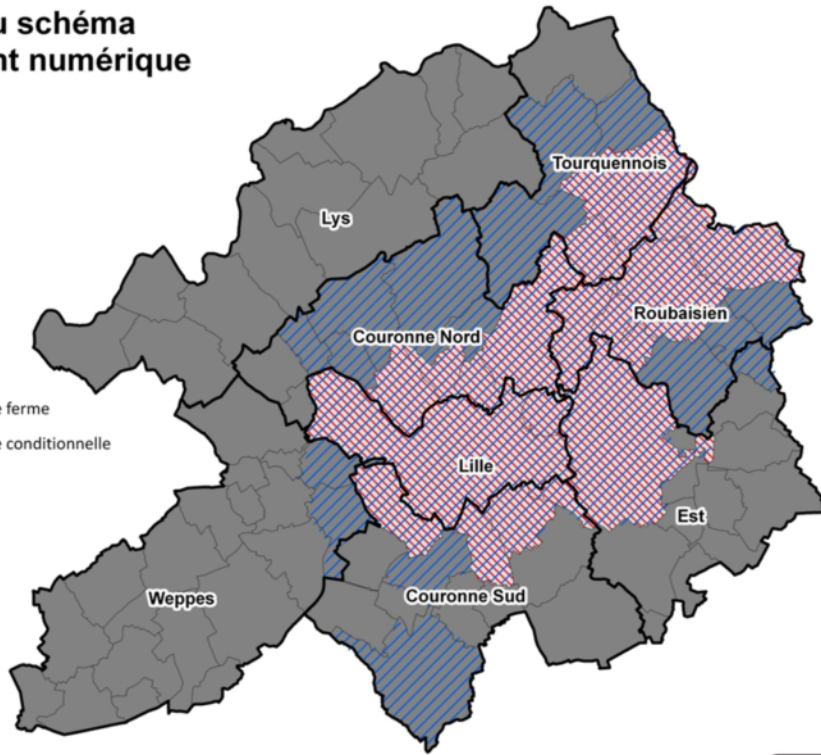 u schéma
nt numérique
Tourquennois
Lys
Roubaisien
Couronne Nord
e ferme
e conditionnelle
Lille
Est
Weppes
Couronne Sud